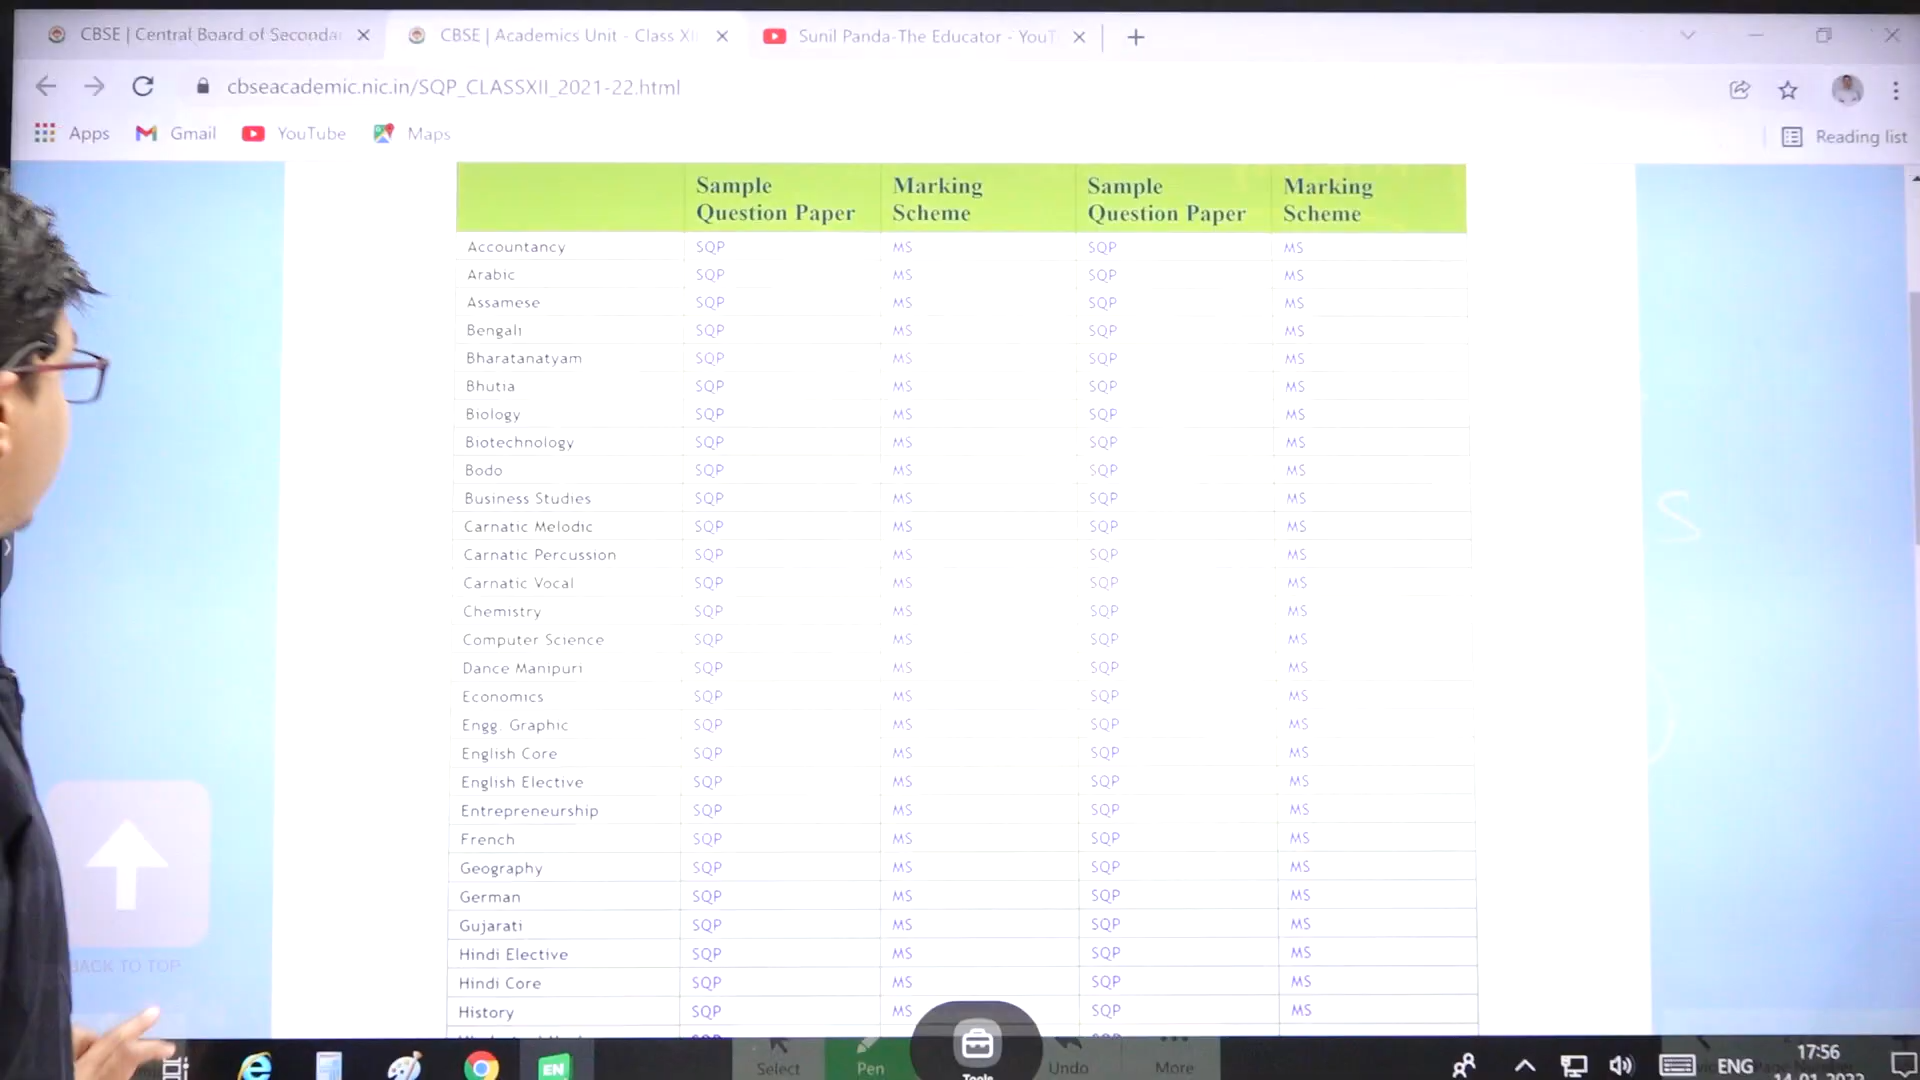 CBSE | Central Board of Seconda
CBSE | Academics Unit - Class XI
Sunil Panda-The Educator - YouT
cbseacademic.nic.in/SQP_CLASSXII_2021-22.html
Apps Gmail YouTube Maps Reading list
Sample Question Paper Marking Scheme Sample Question Paper Marking Scheme
Accountancy SQP MS SQP MS
Arabic SQP MS SQP MS
Assamese SQP MS SQP MS
Bengali SQP MS SQP MS
Bharatanatyam SQP MS SQP MS
Bhutia SQP MS SQP MS
Biology SQP MS SQP MS
Biotechnology SQP MS SQP MS
Bodo SQP MS SQP MS
Business Studies SQP MS SQP MS
Carnatic Melodic SQP MS SQP MS
Carnatic Percussion SQP MS SQP MS
Carnatic Vocal SQP MS SQP MS
Chemistry SQP MS SQP MS
Computer Science SQP MS SQP MS
Dance Manipuri SQP MS SQP MS
Economics SQP MS SQP MS
Engg. Graphic SQP MS SQP MS
English Core SQP MS SQP MS
English Elective SQP MS SQP MS
Entrepreneurship SQP MS SQP MS
French SQP MS SQP MS
Geography SQP MS SQP MS
German SQP MS SQP MS
Gujarati SQP MS SQP MS
Hindi Elective SQP MS SQP MS
Hindi Core SQP MS SQP MS
History SQP MS SQP MS
BACK TO TOP
Select Pen Tools Undo More
EN
ENG
17:56